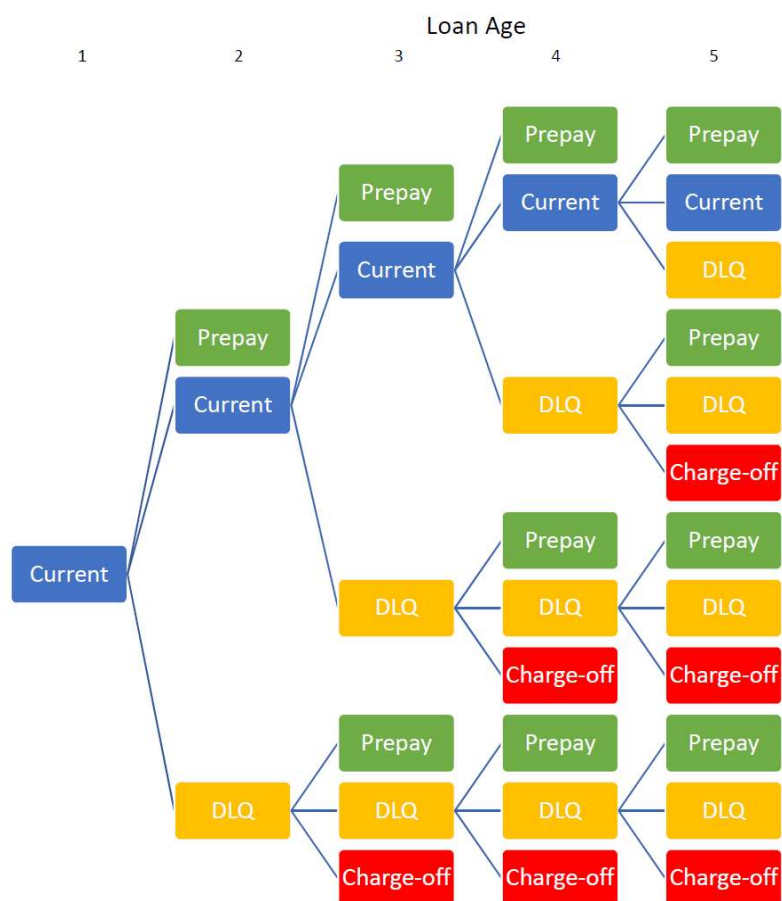 Loan Age
1 2 3 4 5
Prepay Prepay
Prepay
Current Current
Current DLQ
Prepay Prepay
Current DLQ DLQ
Charge-off
Prepay Prepay
Current
DLQ DLQ DLQ
Charge-off Charge-off
Prepay Prepay Prepay
DLQ DLQ DLQ DLQ
Charge-off Charge-off Charge-off